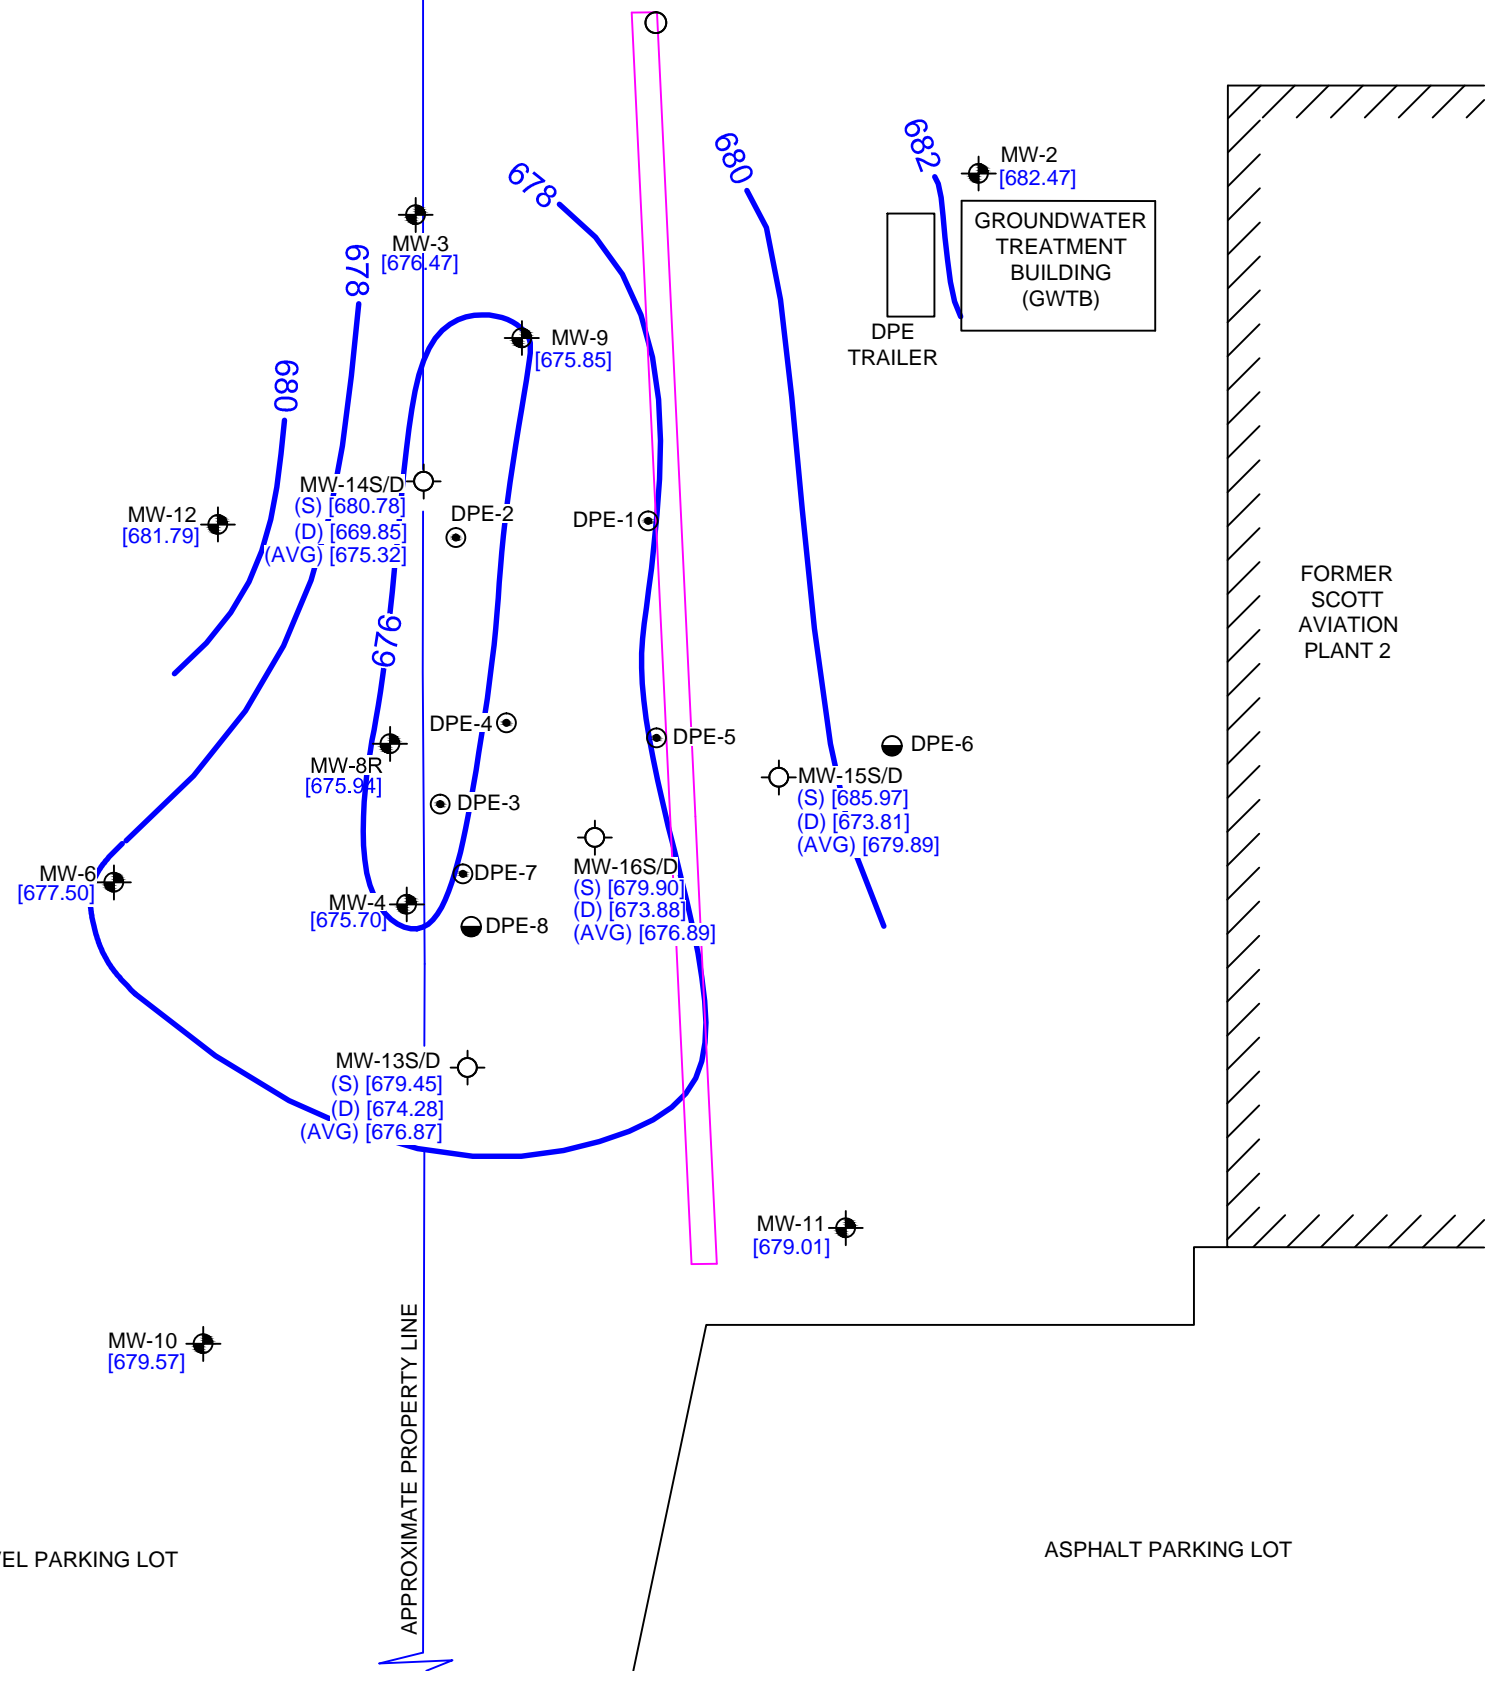 682
MW-2
[682.47]
680
678
GROUNDWATER
TREATMENT
BUILDING
(GWTB)
MW-3
[676.47]
678
DPE
TRAILER
MW-9
[675.85]
680
MW-14S/D
(S) [680.78]
(D) [669.85]
(AVG) [675.32]
MW-12
[681.79]
DPE-2
DPE-1
FORMER
SCOTT
AVIATION
PLANT 2
676
DPE-4
DPE-5
DPE-6
MW-8R
[675.94]
MW-15S/D
(S) [685.97]
(D) [673.81]
(AVG) [679.89]
DPE-3
MW-6
[677.50]
DPE-7
MW-16S/D
(S) [679.90]
(D) [673.88]
(AVG) [676.89]
MW-4
[675.70]
DPE-8
MW-13S/D
(S) [679.45]
(D) [674.28]
(AVG) [676.87]
MW-11
[679.01]
MW-10
[679.57]
APPROXIMATE PROPERTY LINE
VEL PARKING LOT
ASPHALT PARKING LOT